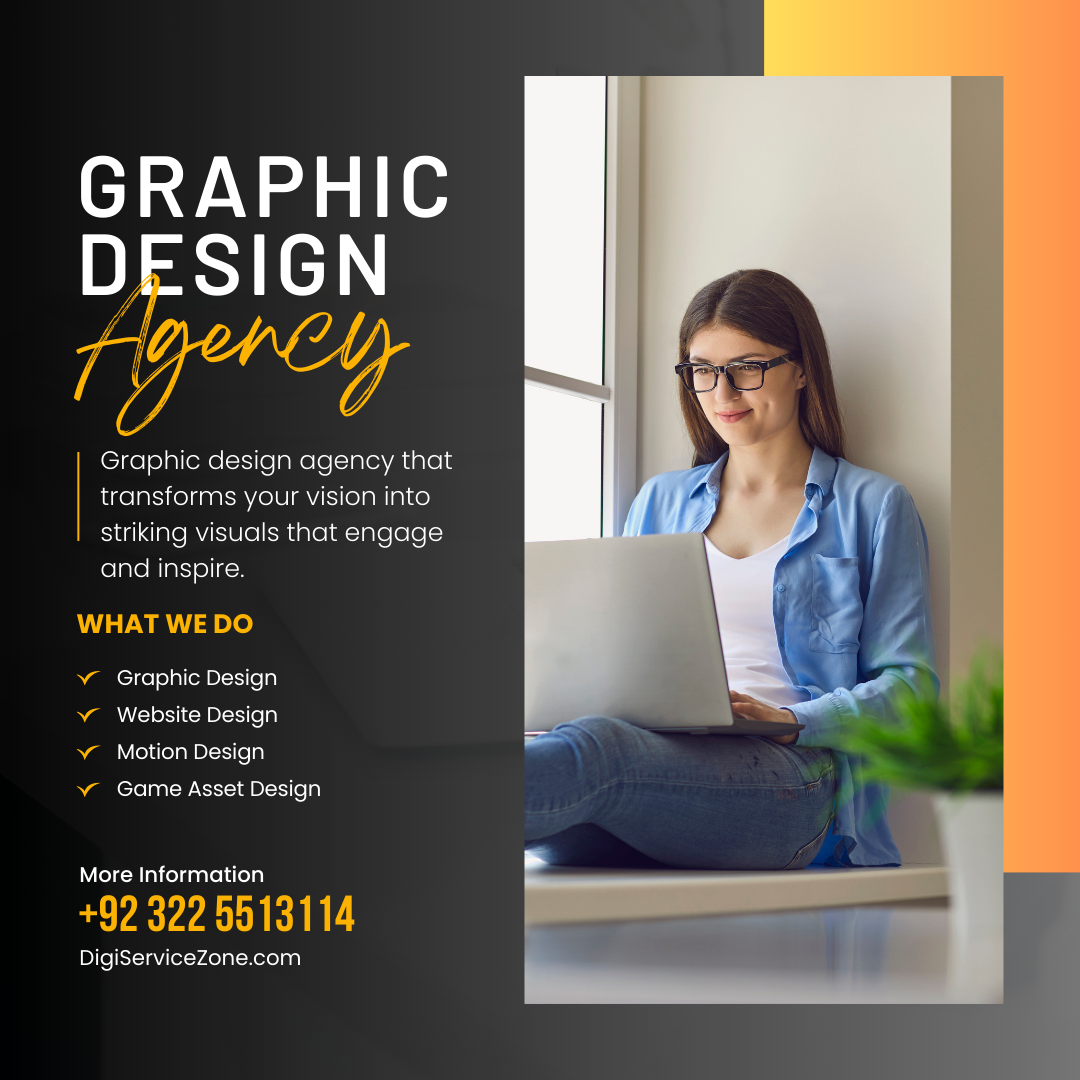 GRAPHIC
DESIGN
Agency
Graphic design agency that
transforms your vision into
striking visuals that engage
and inspire.
WHAT WE DO
Graphic Design
Website Design
Motion Design
Game Asset Design
More Information
+92 322 5513114
DigiServiceZone.com